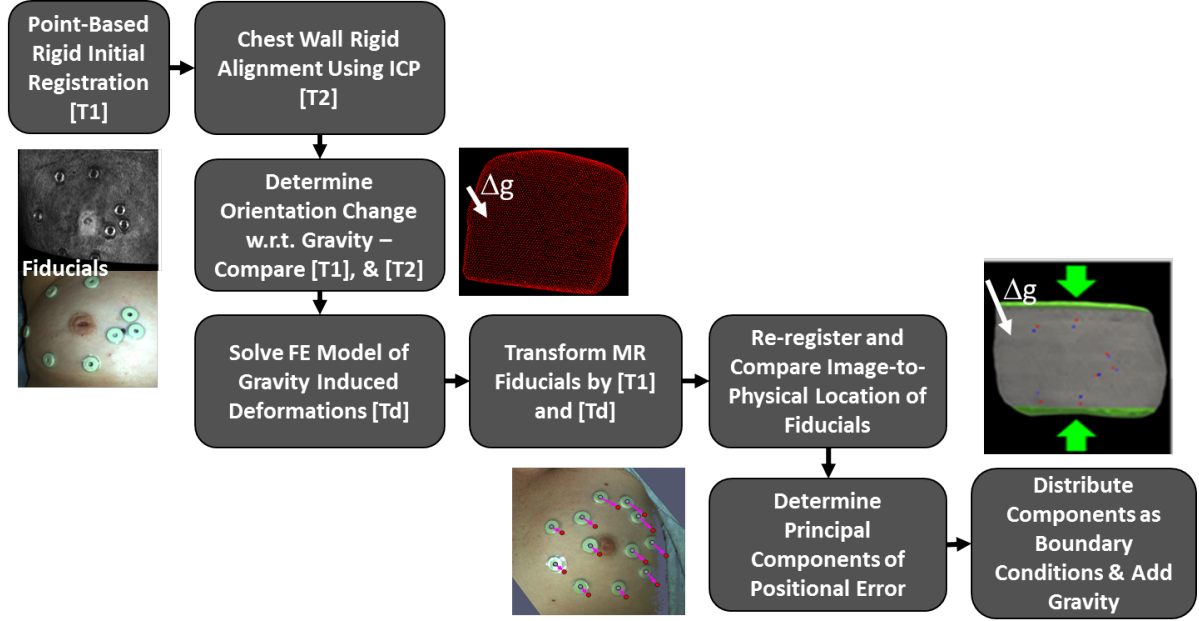 Point-Based
Rigid Initial
Registration
[T1]
Chest Wall Rigid
Alignment Using ICP
[T2]
Determine
Orientation Change
w.r.t. Gravity –
Compare [T1], & [T2]
Δg
Fiducials
Solve FE Model of
Gravity Induced
Deformations [Td]
Transform MR
Fiducials by [T1]
and [Td]
Re-register and
Compare Image-to-
Physical Location of
Fiducials
Δg
Determine
Principal
Components of
Positional Error
Distribute
Components as
Boundary
Conditions & Add
Gravity